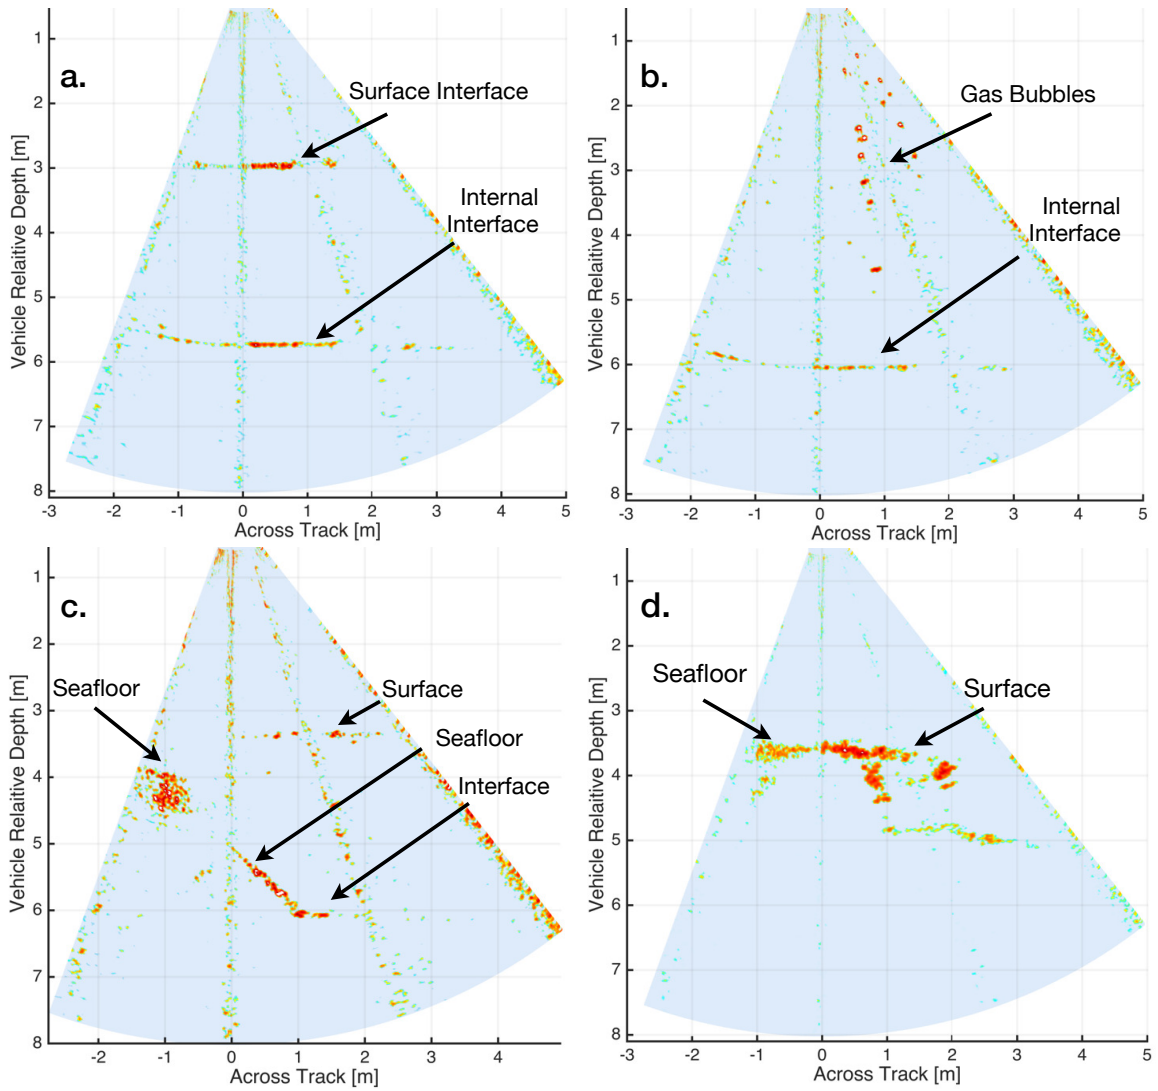 a.
Surface Interface
Internal
Interface
1
2
3
4
5
6
7
8
Vehicle Relaitive Depth [m]
-3 -2 -1 0 1 2 3 4 5
Across Track [m]
b.
Gas Bubbles
Internal
Interface
1
2
3
4
5
6
7
8
Vehicle Relaitive Depth [m]
-3 -2 -1 0 1 2 3 4 5
Across Track [m]
c.
Seafloor
Surface
Seafloor
Interface
1
2
3
4
5
6
7
8
Vehicle Relaitive Depth [m]
-2 -1 0 1 2 3 4
Across Track [m]
d.
Seafloor
Surface
1
2
3
4
5
6
7
8
Vehicle Relaitive Depth [m]
-3 -2 -1 0 1 2 3 4 5
Across Track [m]